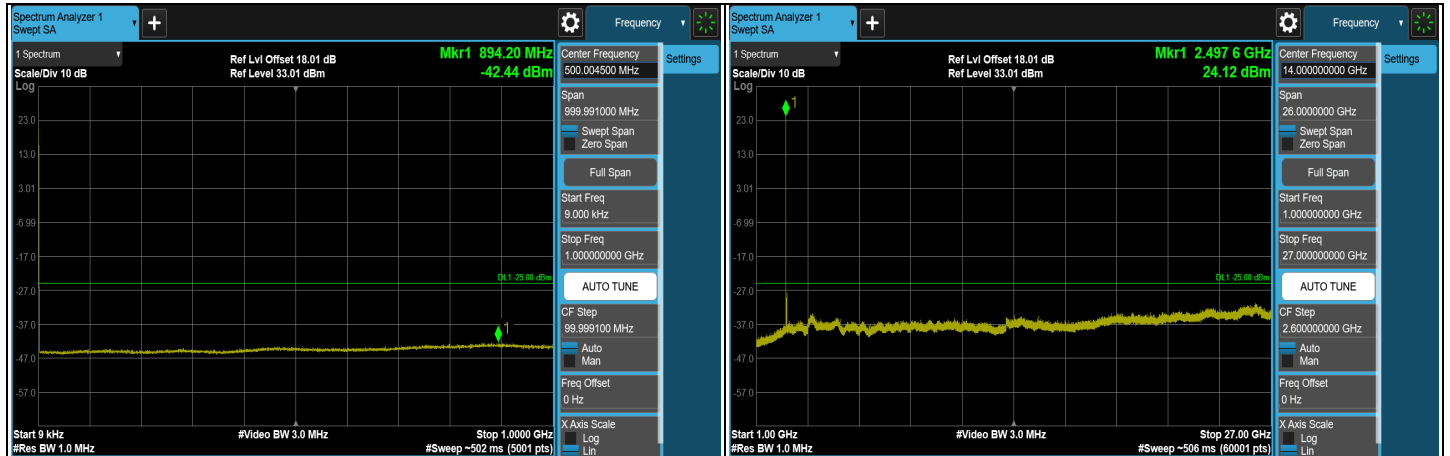 Spectrum Analyzer 1
Swept SA
+
Frequency
1 Spectrum
Ref Lvl Offset 18.01 dB
Mkr1 894.20 MHz
Scale/Div 10 dB
Ref Level 33.01 dBm
-42.44 dBm
Log
1
23.0
13.0
3.01
-6.99
-17.0
-27.0
-37.0
-47.0
-57.0
DL1 -25.00 dBm
Start 9 kHz
#Video BW 3.0 MHz
Stop 1.0000 GHz
#Res BW 1.0 MHz
#Sweep ~502 ms (5001 pts)
Center Frequency
500.004500 MHz
Settings
Span
999.991000 MHz
Swept Span
Zero Span
Full Span
Start Freq
9.000 kHz
Stop Freq
1.000000000 GHz
AUTO TUNE
CF Step
99.999100 MHz
Auto
Man
Freq Offset
0 Hz
X Axis Scale
Log
Lin
Spectrum Analyzer 1
Swept SA
+
Frequency
1 Spectrum
Ref Lvl Offset 18.01 dB
Mkr1 2.497 6 GHz
Scale/Div 10 dB
Ref Level 33.01 dBm
24.12 dBm
Log
1
23.0
13.0
3.01
-6.99
-17.0
-27.0
-37.0
-47.0
-57.0
DL1 -25.00 dBm
Start 1.00 GHz
#Video BW 3.0 MHz
Stop 27.00 GHz
#Res BW 1.0 MHz
#Sweep ~506 ms (60001 pts)
Center Frequency
14.000000000 GHz
Settings
Span
26.0000000 GHz
Swept Span
Zero Span
Full Span
Start Freq
1.000000000 GHz
Stop Freq
27.000000000 GHz
AUTO TUNE
CF Step
2.600000000 GHz
Auto
Man
Freq Offset
0 Hz
X Axis Scale
Log
Lin